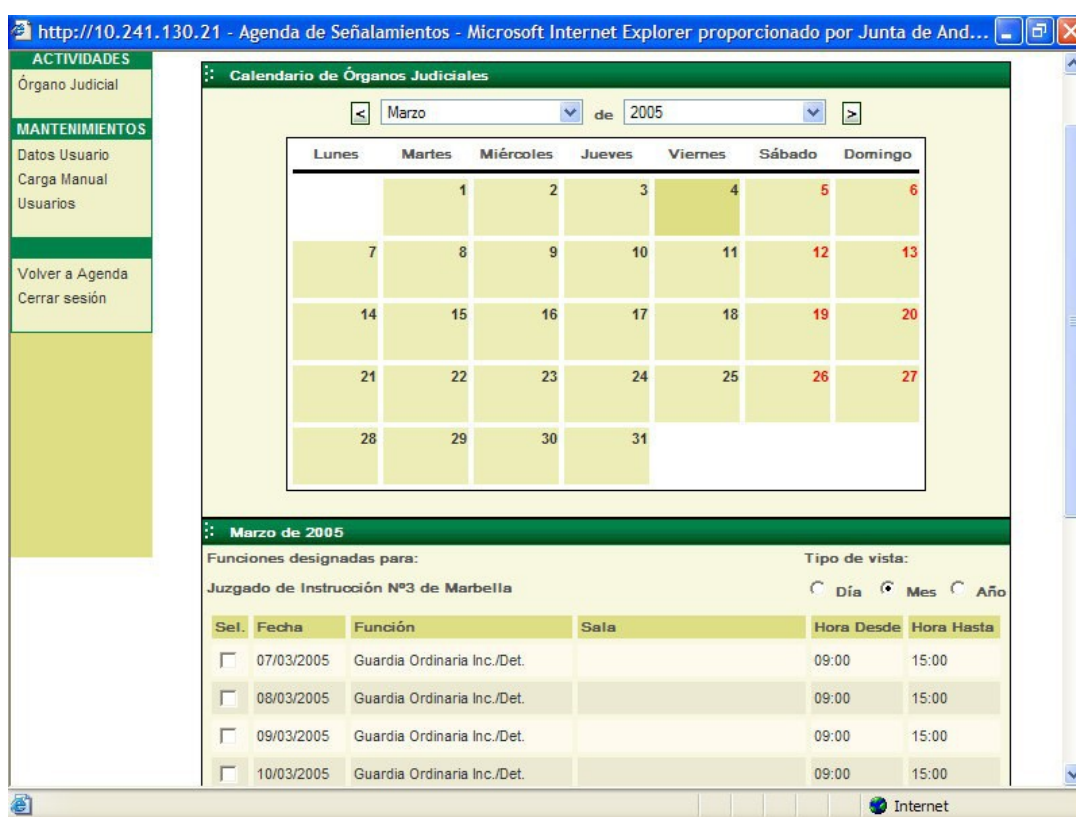 http://10.241.130.21 - Agenda de Señalamientos - Microsoft Internet Explorer proporcionado por Junta de And...
ACTIVIDADES
Órgano Judicial
MANTENIMIENTOS
Datos Usuario
Carga Manual
Usuarios
Volver a Agenda
Cerrar sesión
Calendario de Órganos Judiciales
< Marzo de 2005 >
Lunes Martes Miércoles Jueves Viernes Sábado Domingo
1 2 3 4 5 6
7 8 9 10 11 12 13
14 15 16 17 18 19 20
21 22 23 24 25 26 27
28 29 30 31
Marzo de 2005
Funciones designadas para: Tipo de vista:
Juzgado de Instrucción Nº3 de Marbella Día Mes Año
Sel. Fecha Función Sala Hora Desde Hora Hasta
07/03/2005 Guardia Ordinaria Inc./Det. 09:00 15:00
08/03/2005 Guardia Ordinaria Inc./Det. 09:00 15:00
09/03/2005 Guardia Ordinaria Inc./Det. 09:00 15:00
10/03/2005 Guardia Ordinaria Inc./Det. 09:00 15:00
Internet